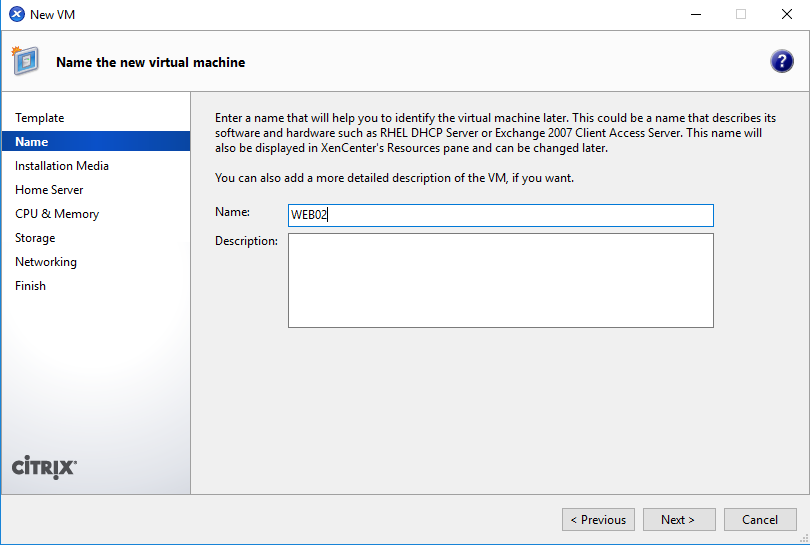 New VM
Name the new virtual machine
?
Template
Name
Installation Media
Home Server
CPU & Memory
Storage
Networking
Finish
CITRIX
Enter a name that will help you to identify the virtual machine later. This could be a name that describes its
software and hardware such as RHEL DHCP Server or Exchange 2007 Client Access Server. This name will
also be displayed in XenCenter's Resources pane and can be changed later.
You can also add a more detailed description of the VM, if you want.
Name: WEB02
Description:
< Previous Next > Cancel